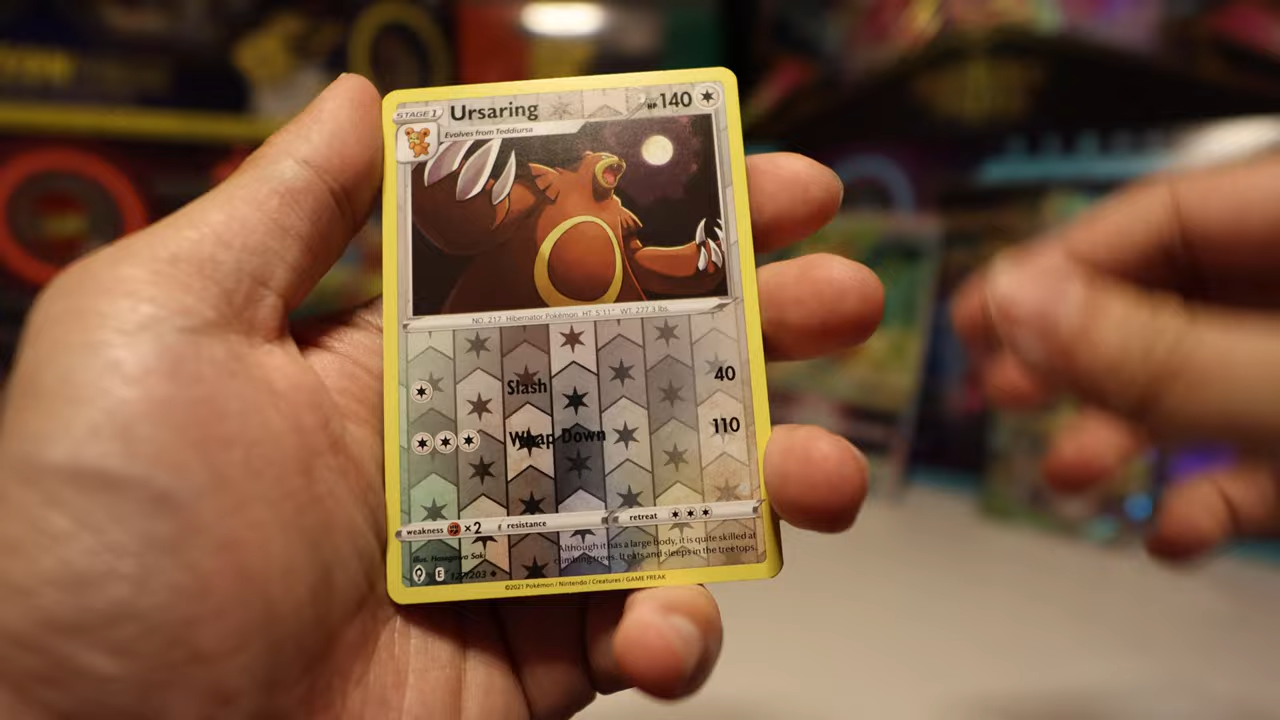 STAGE 1 Ursaring HP 140
Evolves from Teddiursa
NO. 217 Hibernator Pokémon HT: 5'11" WT: 277.3 lbs.
Slash 40
Whap Down 110
weakness ×2 resistance retreat
illus. Hasegawa Saki
Although it has a large body, it is quite skilled at
climbing trees. It eats and sleeps in the treetops.
E 127/203
©2021 Pokémon / Nintendo / Creatures / GAME FREAK